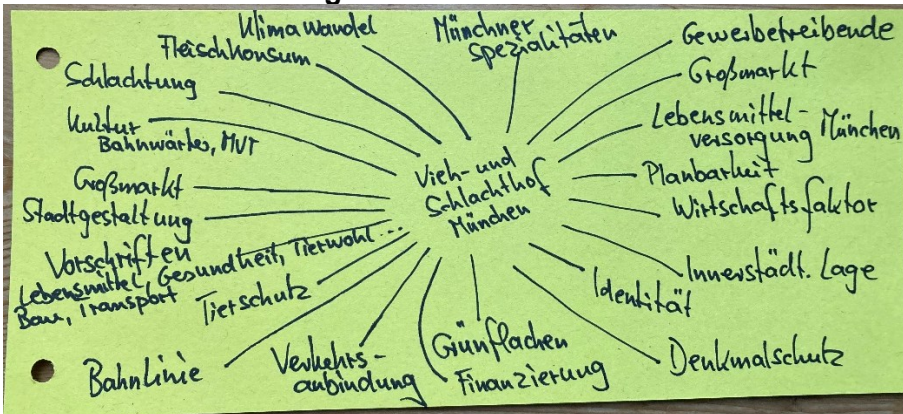 Klimawandel
Fleischkonsum
Schlachtung
Kultur
Bahnwärter, MVT
Großmarkt
Stadtgestaltung
Vorschriften
Lebensmittel, Gesundheit, Tierwohl...
Bau, Transport
Tierschutz
Bahnlinie
Verkehrs-
anbindung
Grünflächen
Finanzierung
Vieh- und
Schlachthof
München
Münchner
Spezialitäten
Gewerbetreibende
Großmarkt
Lebensmittel-
versorgung München
Planbarkeit
Wirtschaftsfaktor
Innerstädt. Lage
Identität
Denkmalschutz